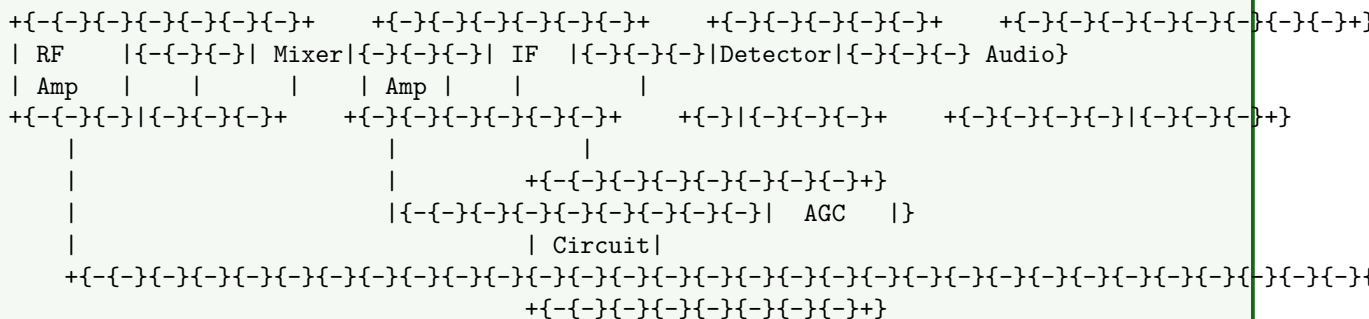 +{-{-}{-}{-}{-}{-}{-}+    +{-}{-}{-}{-}{-}{-}+    +{-}{-}{-}{-}+    +{-}{-}{-}{-}{-}{-}{-}{-}+}
| RF    |{-{-}{-}| Mixer|{-}{-}{-}| IF  |{-}{-}{-}|Detector|{-}{-}{-} Audio}
| Amp   |    |      |    | Amp |    |        |
+{-{-}{-}|{-}{-}{-}+    +{-}{-}{-}{-}{-}{-}+    +{-}|{-}{-}{-}+    +{-}{-}{-}{-}|{-}{-}{-}+}
    |                      |             |
    |                      |         +{-{-}{-}{-}{-}{-}{-}{-}+}
    |                      |{-{-}{-}{-}{-}{-}{-}{-}{-}|  AGC   |}
    |                                | Circuit|
    +{-{-}{-}{-}{-}{-}{-}{-}{-}{-}{-}{-}{-}{-}{-}{-}{-}{-}{-}{-}{-}{-}{-}{-}{-}{
                                     +{-{-}{-}{-}{-}{-}{-}{-}+}